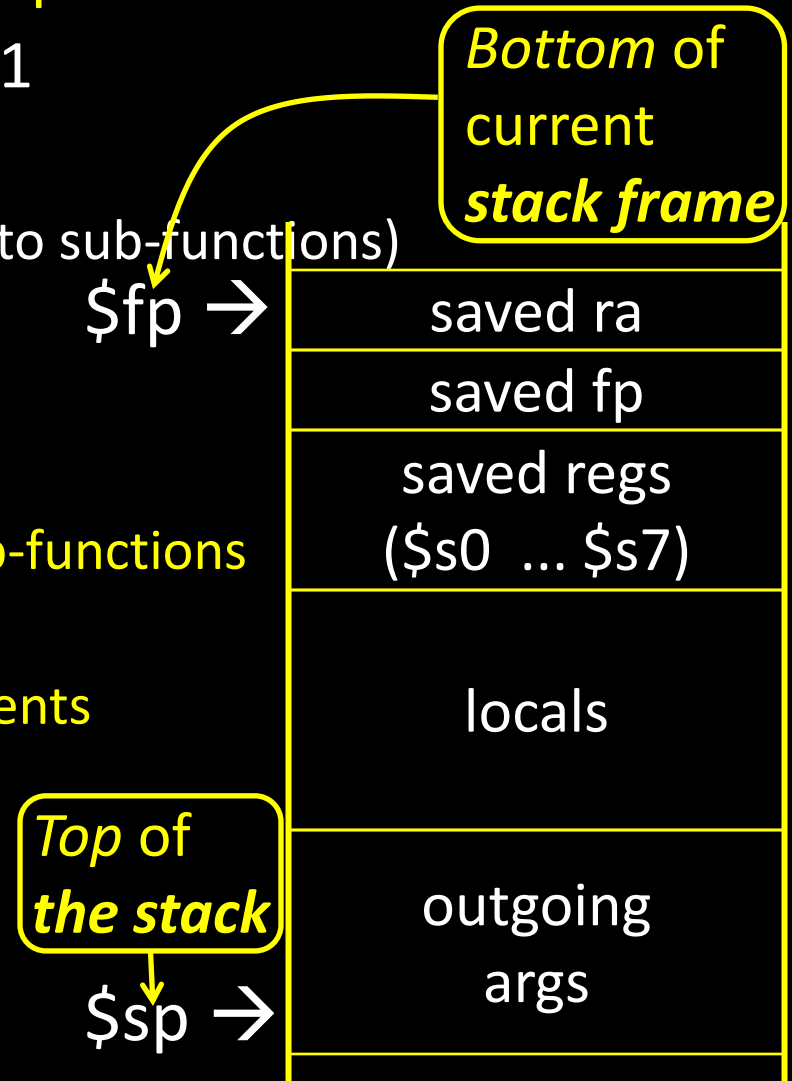 1
Bottom of
current
stack frame
to sub-functions)
$fp →
saved ra
saved fp
saved regs
($s0 ... $s7)
-functions
locals
Top of
the stack
outgoing
args
$sp →